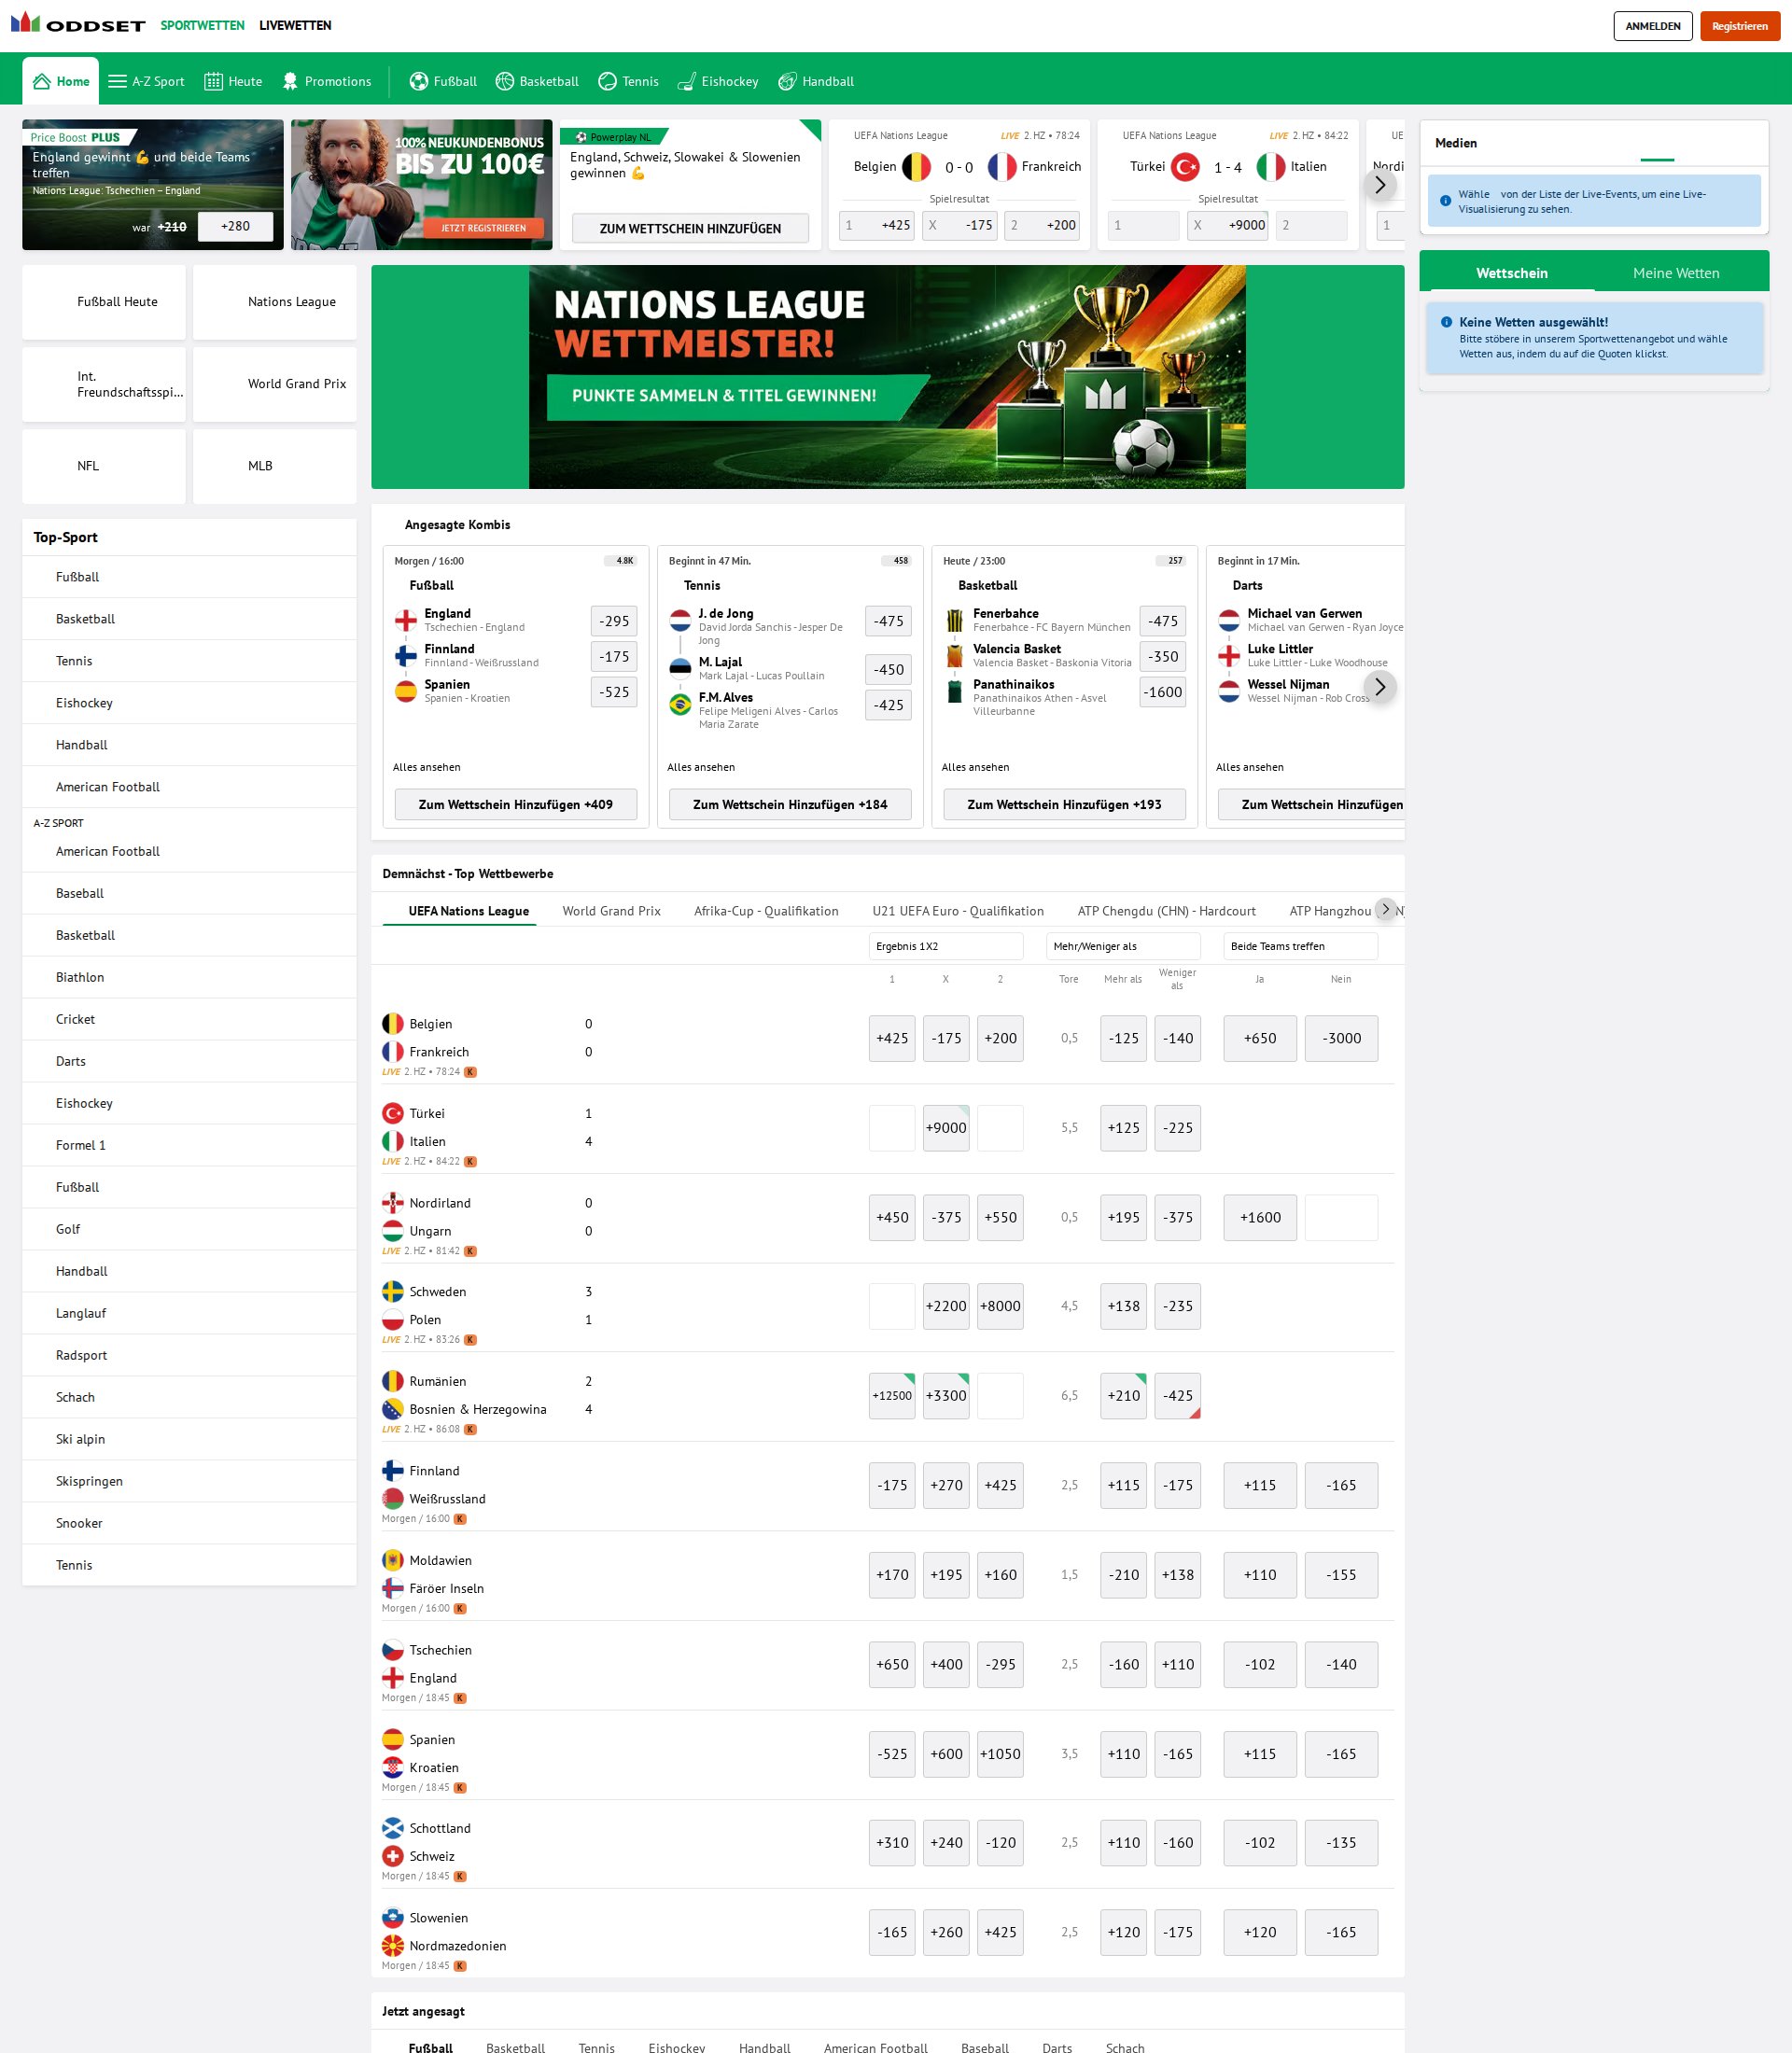 ODDSET SPORTWETTEN LIVEWETTEN ANMELDEN Registrieren
Home A-Z Sport Heute Promotions Fußball Basketball Tennis Eishockey Handball
Price Boost PLUS
England gewinnt 💪 und beide Teams
treffen
Nations League: Tschechien – England
war +210 +280
100% NEUKUNDENBONUS
BIS ZU 100€
JETZT REGISTRIEREN
⚽ Powerplay NL
England, Schweiz, Slowakei & Slowenien
gewinnen 💪
ZUM WETTSCHEIN HINZUFÜGEN
UEFA Nations League LIVE 2. HZ • 78:24
Belgien 0 - 0 Frankreich
Spielresultat
1 +425 X -175 2 +200
UEFA Nations League LIVE 2. HZ • 84:22
Türkei 1 - 4 Italien
Spielresultat
1 X +9000 2
UE
Nordi
1
Medien
Wähle von der Liste der Live-Events, um eine Live-
Visualisierung zu sehen.
Wettschein Meine Wetten
Keine Wetten ausgewählt!
Bitte stöbere in unserem Sportwettenangebot und wähle
Wetten aus, indem du auf die Quoten klickst.
Fußball Heute Nations League
Int.
Freundschaftsspi... World Grand Prix
NFL MLB
Top-Sport
Fußball
Basketball
Tennis
Eishockey
Handball
American Football
A-Z SPORT
American Football
Baseball
Basketball
Biathlon
Cricket
Darts
Eishockey
Formel 1
Fußball
Golf
Handball
Langlauf
Radsport
Schach
Ski alpin
Skispringen
Snooker
Tennis
NATIONS LEAGUE
WETTMEISTER!
PUNKTE SAMMELN & TITEL GEWINNEN!
Angesagte Kombis
Morgen / 16:00 4.8K
Fußball
England -295
Tschechien - England
Finnland -175
Finnland - Weißrussland
Spanien -525
Spanien - Kroatien
Alles ansehen
Zum Wettschein Hinzufügen +409
Beginnt in 47 Min. 458
Tennis
J. de Jong -475
David Jorda Sanchis - Jesper De
Jong
M. Lajal -450
Mark Lajal - Lucas Poullain
F.M. Alves -425
Felipe Meligeni Alves - Carlos
Maria Zarate
Alles ansehen
Zum Wettschein Hinzufügen +184
Heute / 23:00 257
Basketball
Fenerbahce -475
Fenerbahce - FC Bayern München
Valencia Basket -350
Valencia Basket - Baskonia Vitoria
Panathinaikos -1600
Panathinaikos Athen - Asvel
Villeurbanne
Alles ansehen
Zum Wettschein Hinzufügen +193
Beginnt in 17 Min.
Darts
Michael van Gerwen
Michael van Gerwen - Ryan Joyce
Luke Littler
Luke Littler - Luke Woodhouse
Wessel Nijman
Wessel Nijman - Rob Cross
Alles ansehen
Zum Wettschein Hinzufügen
Demnächst - Top Wettbewerbe
UEFA Nations League World Grand Prix Afrika-Cup - Qualifikation U21 UEFA Euro - Qualifikation ATP Chengdu (CHN) - Hardcourt ATP Hangzhou
Ergebnis 1X2 Mehr/Weniger als Beide Teams treffen
1 X 2 Tore Mehr als Weniger als Ja Nein
Belgien 0
Frankreich 0
LIVE 2. HZ • 78:24 K
+425 -175 +200 0,5 -125 -140 +650 -3000
Türkei 1
Italien 4
LIVE 2. HZ • 84:22 K
+9000 5,5 +125 -225
Nordirland 0
Ungarn 0
LIVE 2. HZ • 81:42 K
+450 -375 +550 0,5 +195 -375 +1600
Schweden 3
Polen 1
LIVE 2. HZ • 83:26 K
+2200 +8000 4,5 +138 -235
Rumänien 2
Bosnien & Herzegowina 4
LIVE 2. HZ • 86:08 K
+12500 +3300 6,5 +210 -425
Finnland
Weißrussland
Morgen / 16:00 K
-175 +270 +425 2,5 +115 -175 +115 -165
Moldawien
Färöer Inseln
Morgen / 16:00 K
+170 +195 +160 1,5 -210 +138 +110 -155
Tschechien
England
Morgen / 18:45 K
+650 +400 -295 2,5 -160 +110 -102 -140
Spanien
Kroatien
Morgen / 18:45 K
-525 +600 +1050 3,5 +110 -165 +115 -165
Schottland
Schweiz
Morgen / 18:45 K
+310 +240 -120 2,5 +110 -160 -102 -135
Slowenien
Nordmazedonien
Morgen / 18:45 K
-165 +260 +425 2,5 +120 -175 +120 -165
Jetzt angesagt
Fußball Basketball Tennis Eishockey Handball American Football Baseball Darts Schach